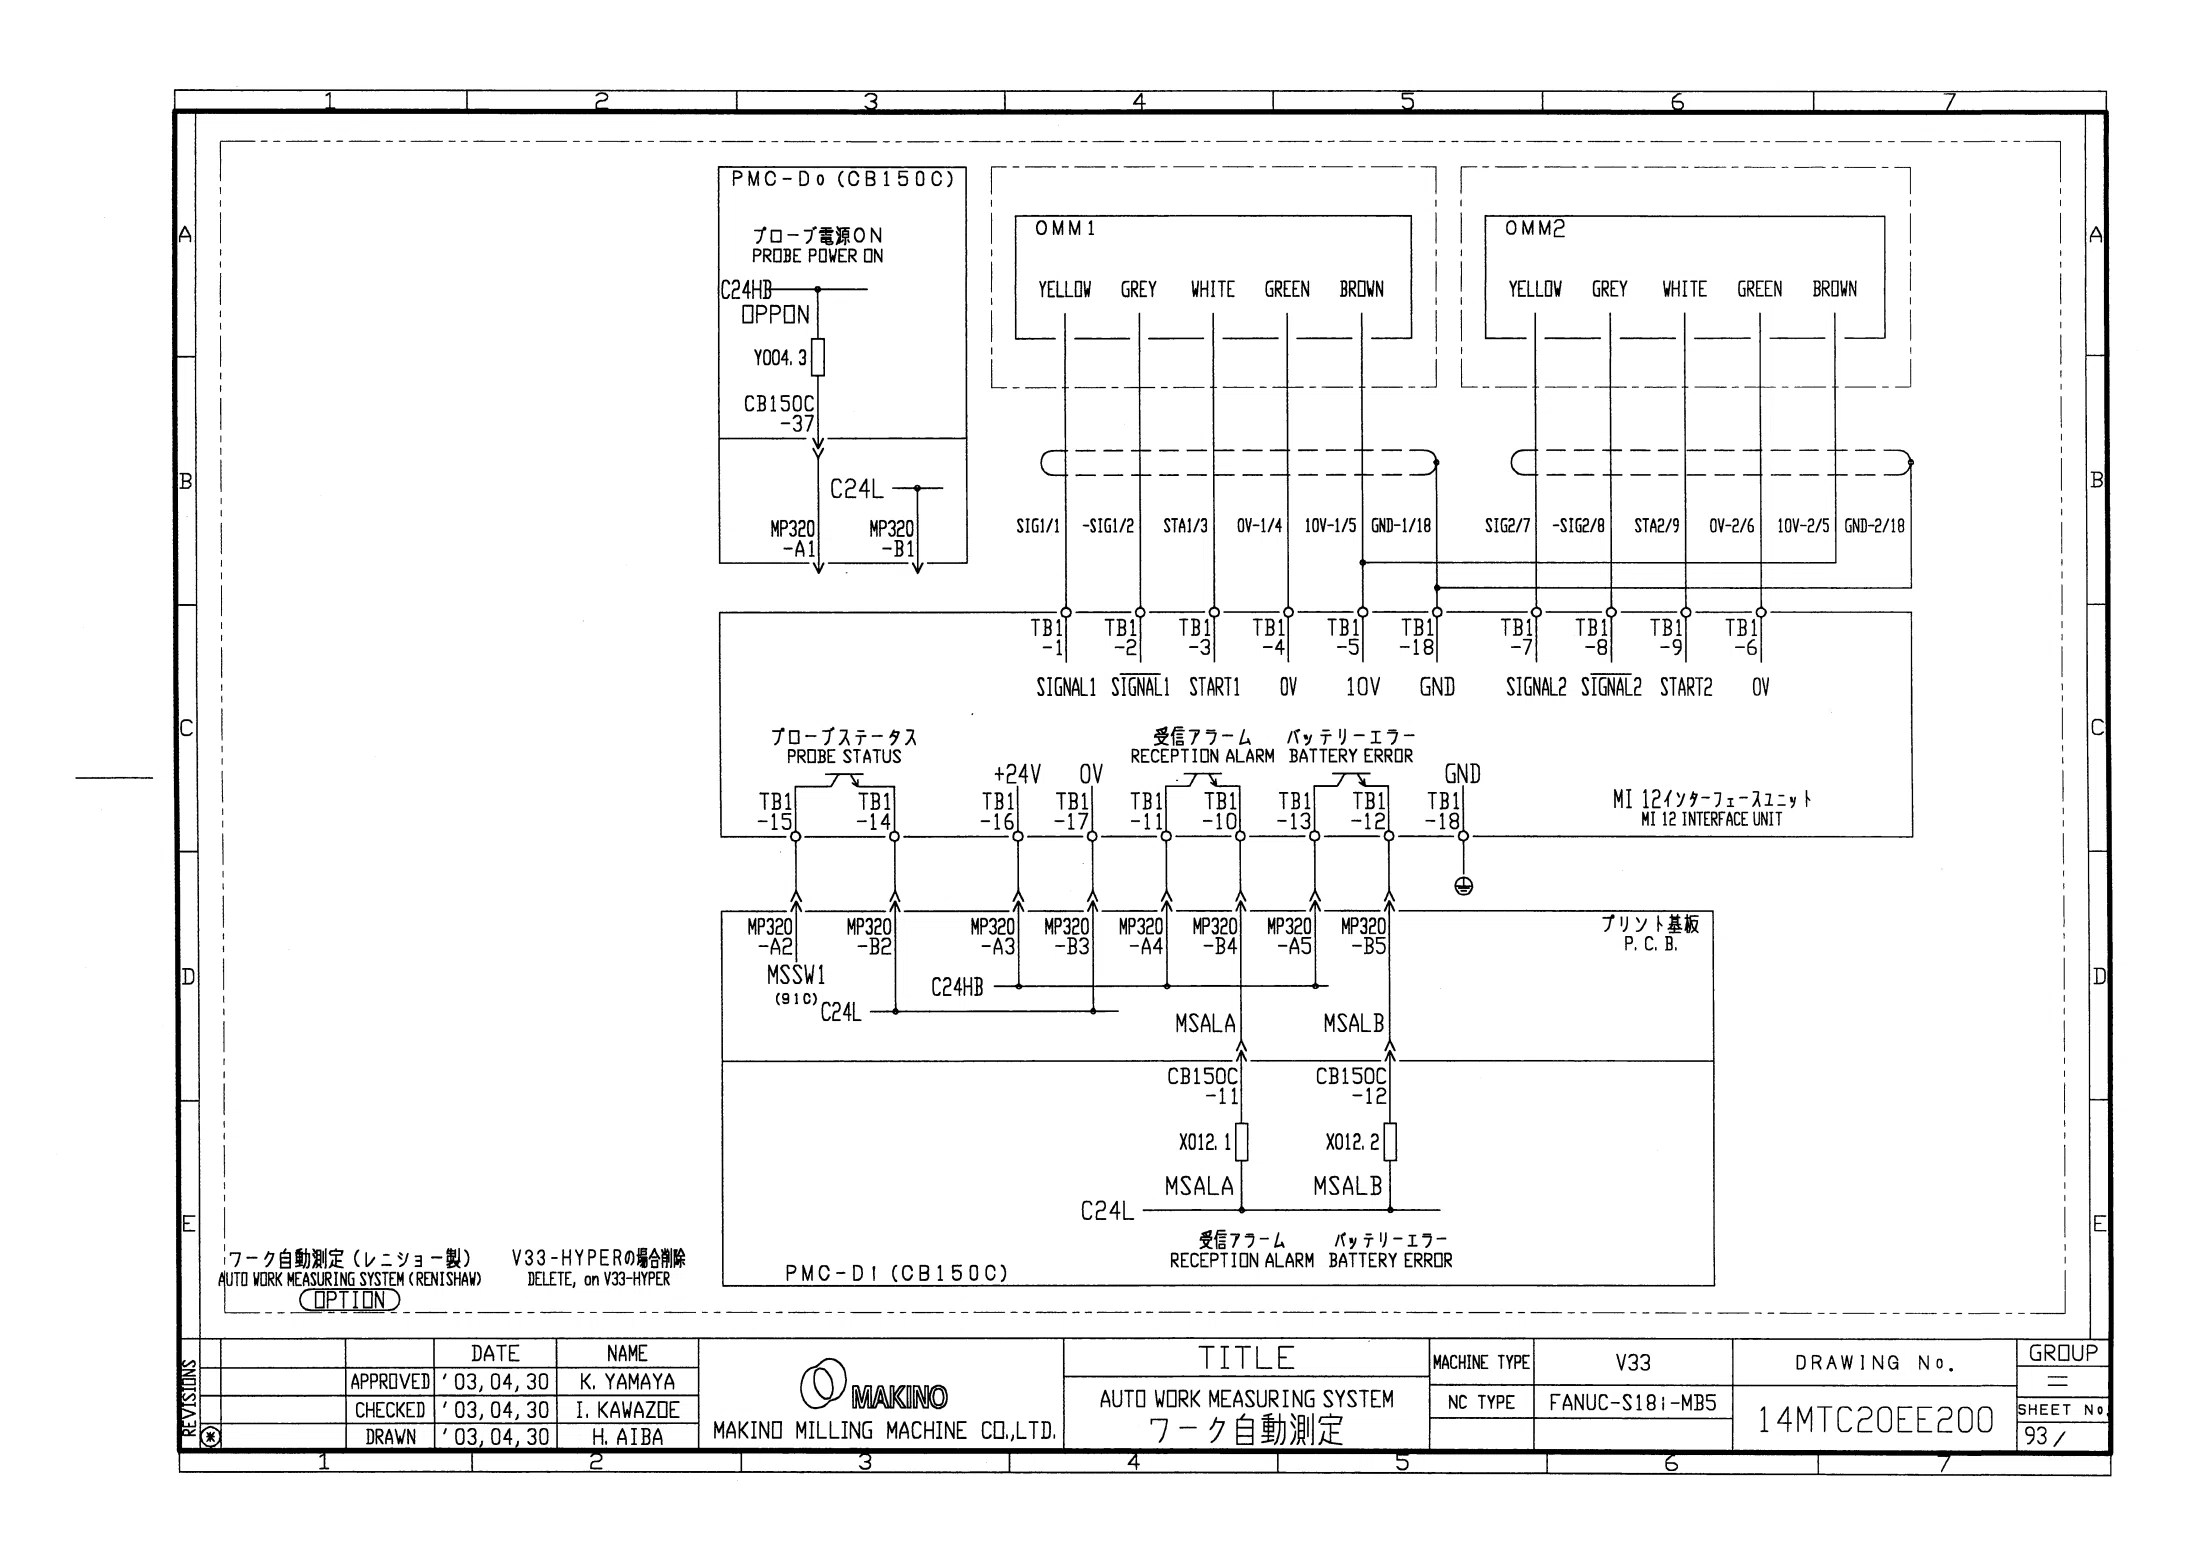 1 2 3 4 5 6 7
A A
B B
C C
D D
E E
PMC-Do (CB150C)
プローブ電源ON
PROBE POWER ON
C24HB
OPPON
Y004.3
CB150C
-37
C24L
MP320
-A1
MP320
-B1
OMM1
YELLOW GREY WHITE GREEN BROWN
OMM2
YELLOW GREY WHITE GREEN BROWN
SIG1/1 -SIG1/2 STA1/3 0V-1/4 10V-1/5 GND-1/18 SIG2/7 -SIG2/8 STA2/9 0V-2/6 10V-2/5 GND-2/18
TB1 TB1 TB1 TB1 TB1 TB1 TB1 TB1 TB1 TB1
-1 -2 -3 -4 -5 -18 -7 -8 -9 -6
SIGNAL1 SIGNAL1 START1 0V 10V GND SIGNAL2 SIGNAL2 START2 0V
プローブステータス
PROBE STATUS
受信アラーム バッテリーエラー
RECEPTION ALARM BATTERY ERROR
+24V 0V GND
TB1 TB1 TB1 TB1 TB1 TB1 TB1 TB1 TB1
-15 -14 -16 -17 -11 -10 -13 -12 -18
MI 12インターフェースユニット
MI 12 INTERFACE UNIT
MP320 MP320 MP320 MP320 MP320 MP320 MP320 MP320
-A2 -B2 -A3 -B3 -A4 -B4 -A5 -B5
プリント基板
P. C. B.
MSSW1
(91C)
C24HB
C24L
MSALA MSALB
CB150C CB150C
-11 -12
X012.1 X012.2
MSALA MSALB
C24L
受信アラーム バッテリーエラー
RECEPTION ALARM BATTERY ERROR
PMC-DI (CB150C)
ワーク自動測定(レニショー製) V33-HYPERの場合削除
AUTO WORK MEASURING SYSTEM (RENISHAW) DELETE, on V33-HYPER
OPTION
REVISIONS
DATE NAME
APPROVED '03,04,30 K. YAMAYA
CHECKED '03,04,30 I. KAWAZOE
DRAWN '03,04,30 H. AIBA
MAKINO
MAKINO MILLING MACHINE CO.,LTD.
TITLE
AUTO WORK MEASURING SYSTEM
ワーク自動測定
MACHINE TYPE V33
NC TYPE FANUC-S18i-MB5
DRAWING No.
14MTC20EE200
GROUP
=
SHEET No.
93/
1 2 3 4 5 6 7